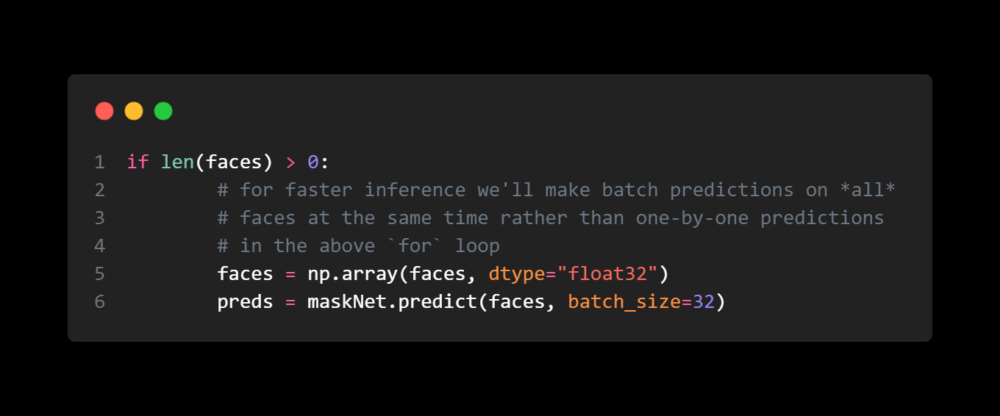 1 if len(faces) > 0:
2         # for faster inference we'll make batch predictions on *all*
3         # faces at the same time rather than one-by-one predictions
4         # in the above `for` loop
5         faces = np.array(faces, dtype="float32")
6         preds = maskNet.predict(faces, batch_size=32)